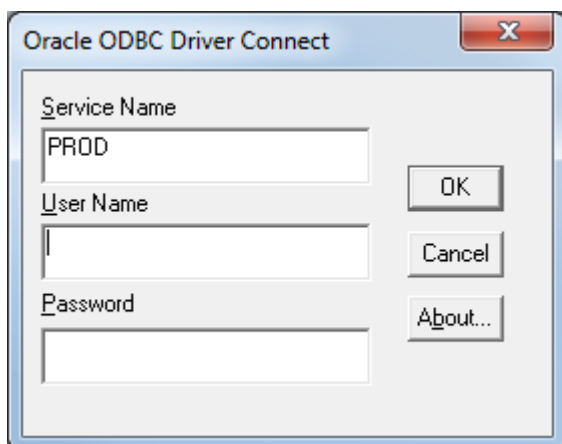 Oracle ODBC Driver Connect
Service Name
PROD
OK
User Name
Cancel
Password
About...